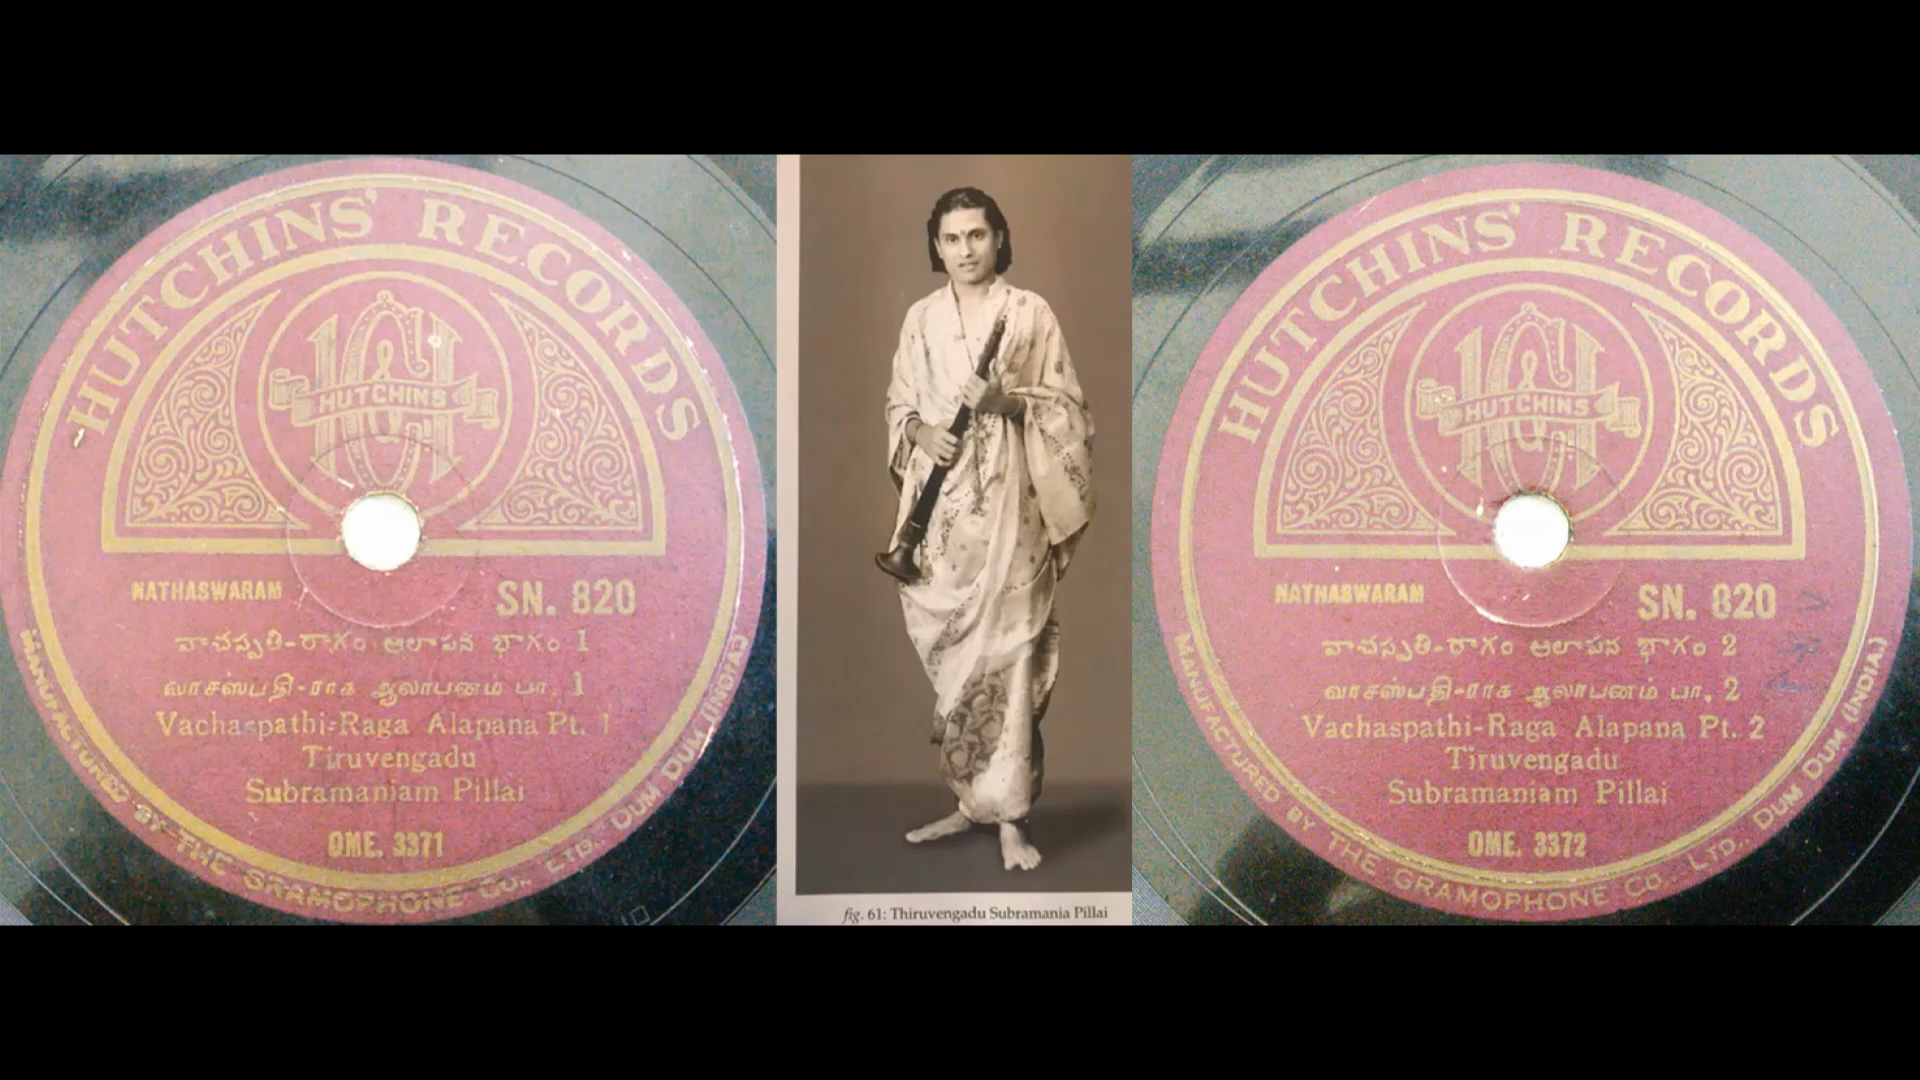 HUTCHINS' RECORDS
HUTCHINS
NATHASWARAM
SN. 820
వాచస్పతి-రాగం ఆలాపన భాగం 1
வாசஸ்பதி-ராக ஆலாபனம் பா. 1
Vachaspathi-Raga Alapana Pt. 1
Tiruvengadu
Subramaniam Pillai
OME. 3371
MANUFACTURED BY THE GRAMOPHONE CO., LTD., DUM DUM (INDIA)
fig. 61: Thiruvengadu Subramania Pillai
HUTCHINS' RECORDS
HUTCHINS
NATHASWARAM
SN. 820
వాచస్పతి-రాగం ఆలాపన భాగం 2
வாசஸ்பதி-ராக ஆலாபனம் பா. 2
Vachaspathi-Raga Alapana Pt. 2
Tiruvengadu
Subramaniam Pillai
OME. 3372
MANUFACTURED BY THE GRAMOPHONE CO., LTD., DUM DUM (INDIA)